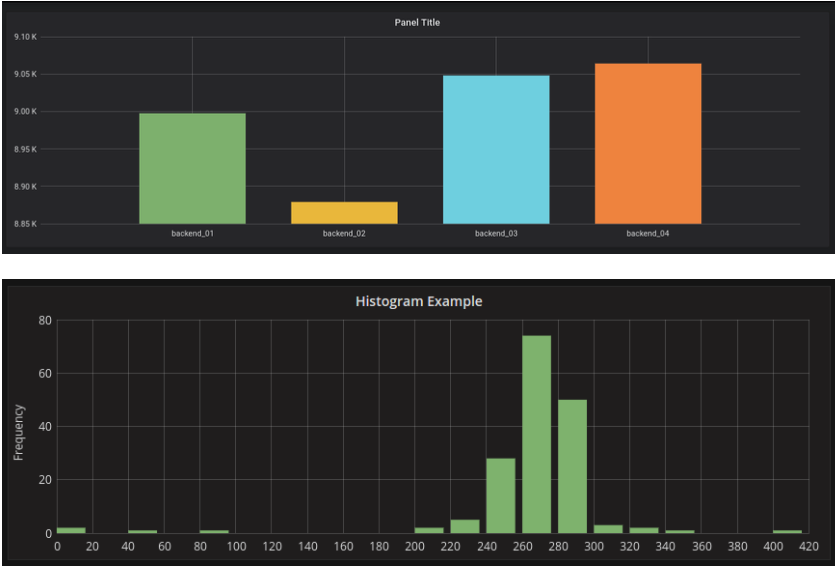 Panel Title
9.10 K
9.05 K
9.00 K
8.95 K
8.90 K
8.85 K
backend_01 backend_02 backend_03 backend_04
Histogram Example
Frequency
80
60
40
20
0
0 20 40 60 80 100 120 140 160 180 200 220 240 260 280 300 320 340 360 380 400 420